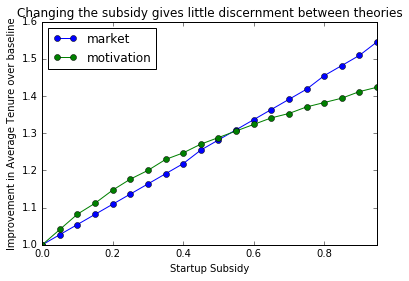 Changing the subsidy gives little discernment between theories
Improvement in Average Tenure over baseline
1.6
1.5
1.4
1.3
1.2
1.1
1.0
market
motivation
0.0
0.2
0.4
0.6
0.8
Startup Subsidy